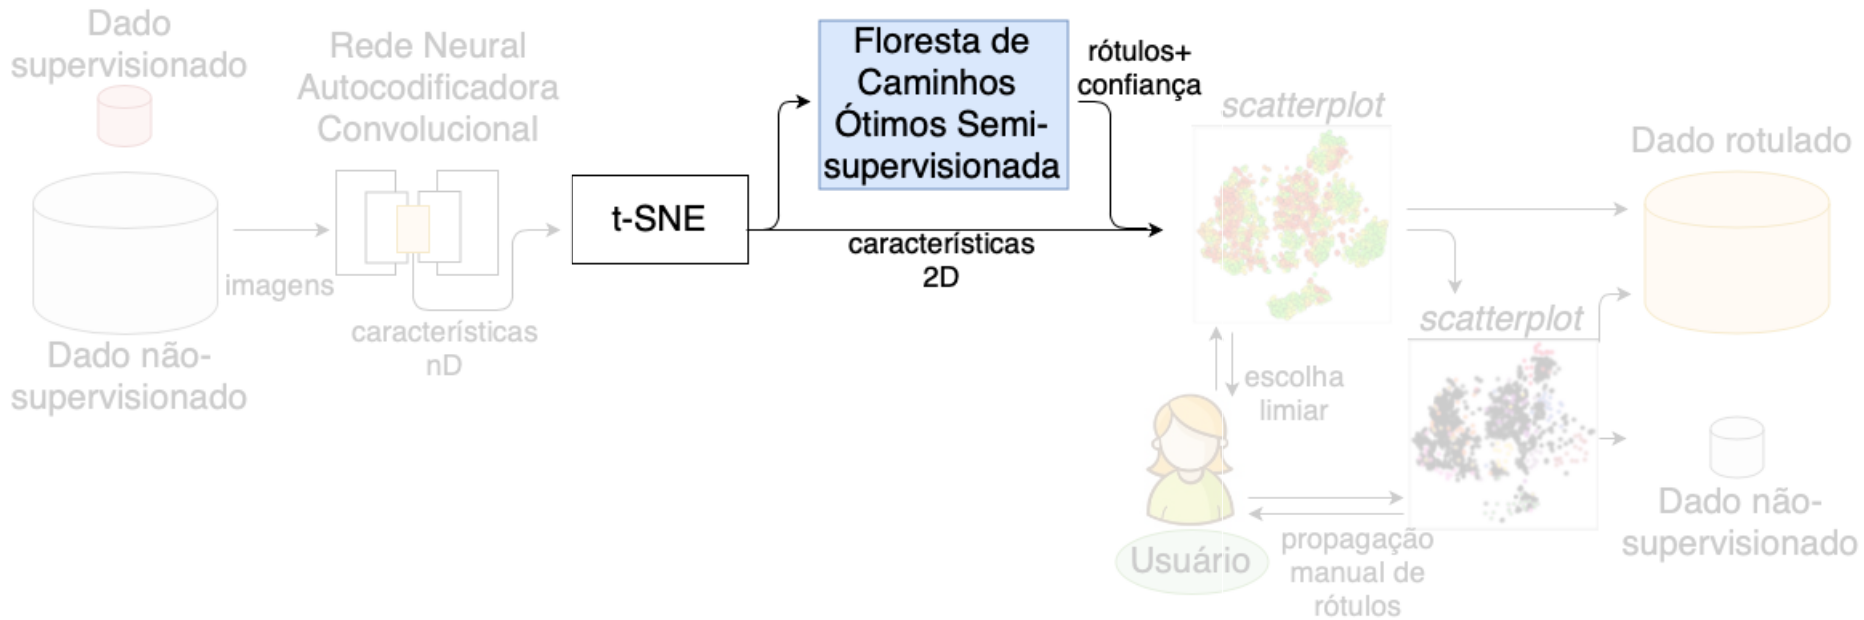 Dado
supervisionado
Rede Neural
Autocodificadora
Convolucional
Floresta de
Caminhos
Ótimos Semi-
supervisionada
rótulos+
confiança
scatterplot
Dado rotulado
t-SNE
imagens
características
nD
características
2D
Dado não-
supervisionado
scatterplot
escolha
limiar
Usuário
propagação
manual de
rótulos
Dado não-
supervisionado